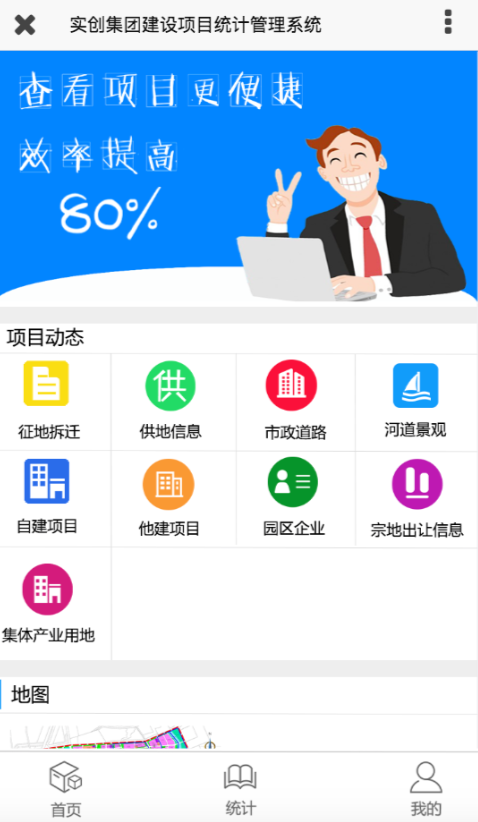 实创集团建设项目统计管理系统
查看项目更便捷
效率提高
80%
项目动态
征地拆迁
供
供地信息
市政道路
河道景观
自建项目
他建项目
园区企业
宗地出让信息
集体产业用地
地图
首页
统计
我的